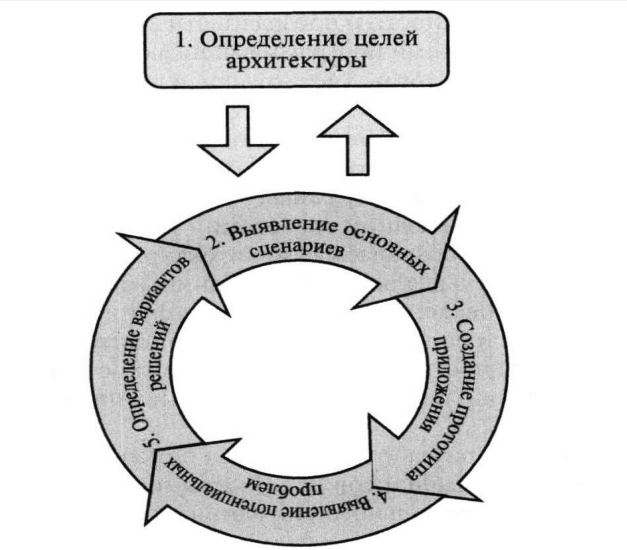 1. Определение целей
архитектуры
2. Выявление основных
сценариев
3. Создание прототипа
приложения
4. Выявление потенциальных
проблем
5. Определение вариантов
решений